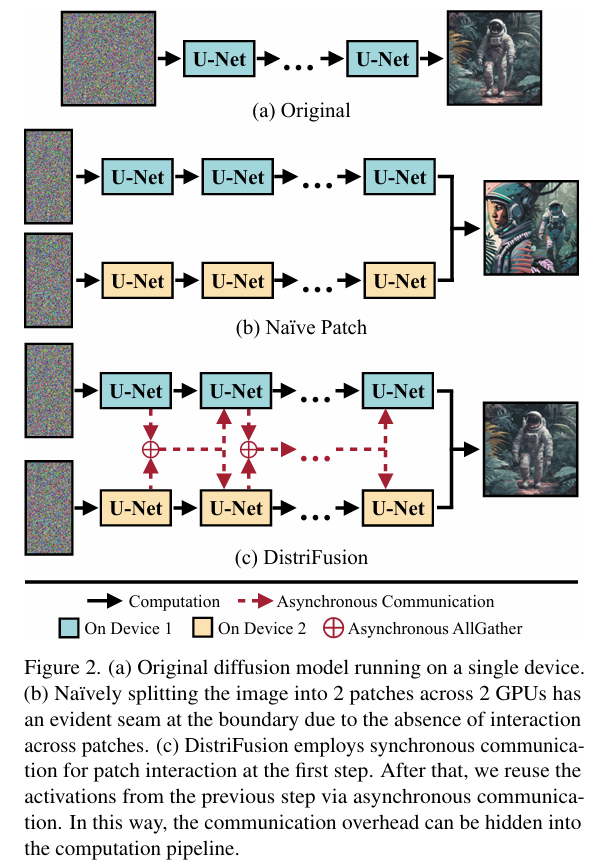 U-Net ... U-Net
(a) Original
U-Net U-Net ... U-Net
U-Net U-Net ... U-Net
(b) Naïve Patch
U-Net U-Net ... U-Net
...
U-Net U-Net ... U-Net
(c) DistriFusion
Computation Asynchronous Communication
On Device 1 On Device 2 Asynchronous AllGather
Figure 2. (a) Original diffusion model running on a single device.
(b) Naïvely splitting the image into 2 patches across 2 GPUs has
an evident seam at the boundary due to the absence of interaction
across patches. (c) DistriFusion employs synchronous communica-
tion for patch interaction at the first step. After that, we reuse the
activations from the previous step via asynchronous communica-
tion. In this way, the communication overhead can be hidden into
the computation pipeline.